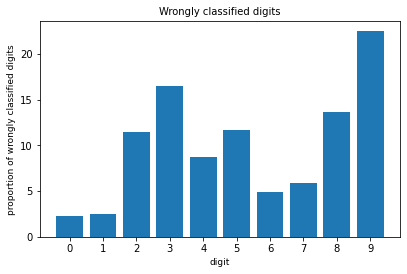 Wrongly classified digits
proportion of wrongly classified digits
20
15
10
5
0
0 1 2 3 4 5 6 7 8 9
digit